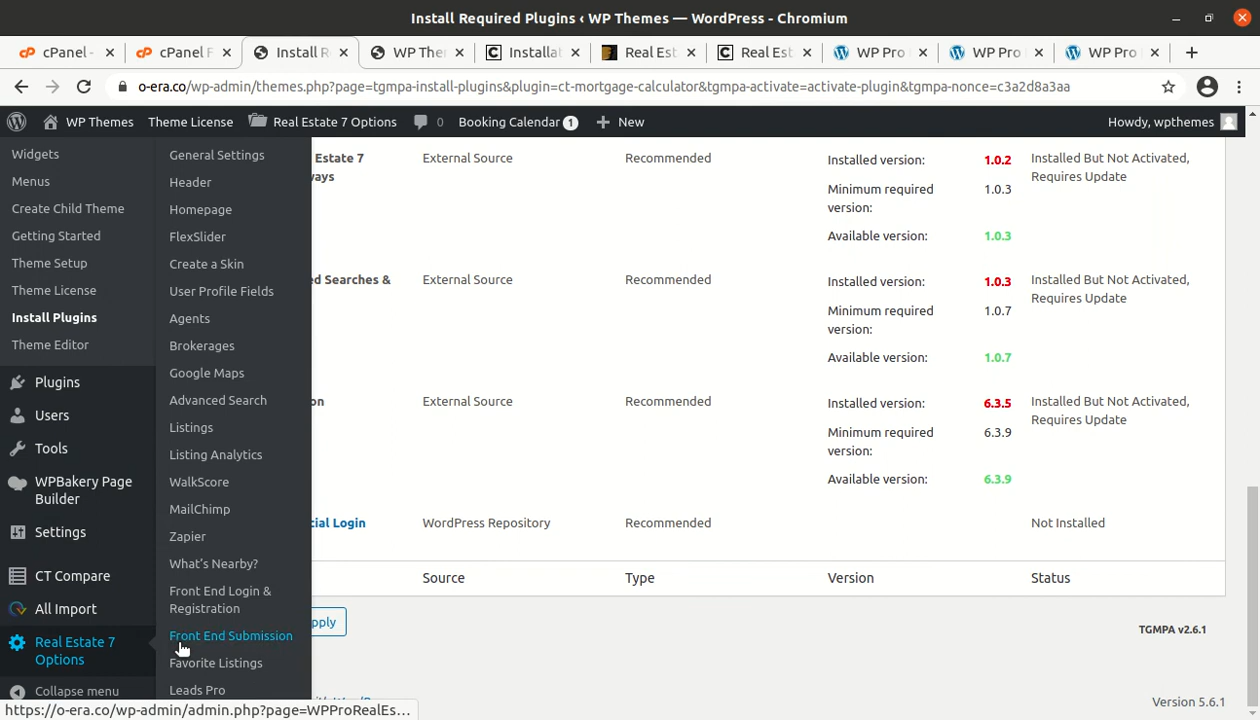 Install Required Plugins ‹ WP Themes — WordPress - Chromium
cPanel -
cPanel F
Install R
WP The
Installat
Real Est
Real Est
WP Pro
WP Pro
WP Pro
o-era.co/wp-admin/themes.php?page=tgmpa-install-plugins&plugin=ct-mortgage-calculator&tgmpa-activate=activate-plugin&tgmpa-nonce=c3a2d8a3aa
WP Themes
Theme License
Real Estate 7 Options
0
Booking Calendar 1
New
Howdy, wpthemes
Widgets
Menus
Create Child Theme
Getting Started
Theme Setup
Theme License
Install Plugins
Theme Editor
Plugins
Users
Tools
WPBakery Page
Builder
Settings
CT Compare
All Import
Real Estate 7
Options
Collapse menu
General Settings
Header
Homepage
FlexSlider
Create a Skin
User Profile Fields
Agents
Brokerages
Google Maps
Advanced Search
Listings
Listing Analytics
WalkScore
MailChimp
Zapier
What's Nearby?
Front End Login &
Registration
Front End Submission
Favorite Listings
Leads Pro
Estate 7
ways
External Source
Recommended
Installed version: 1.0.2
Minimum required 1.0.3
version:
Available version: 1.0.3
Installed But Not Activated,
Requires Update
ed Searches &
External Source
Recommended
Installed version: 1.0.3
Minimum required 1.0.7
version:
Available version: 1.0.7
Installed But Not Activated,
Requires Update
on
External Source
Recommended
Installed version: 6.3.5
Minimum required 6.3.9
version:
Available version: 6.3.9
Installed But Not Activated,
Requires Update
cial Login
WordPress Repository
Recommended
Not Installed
Source
Type
Version
Status
pply
TGMPA v2.6.1
Version 5.6.1
https://o-era.co/wp-admin/admin.php?page=WPProRealEs...